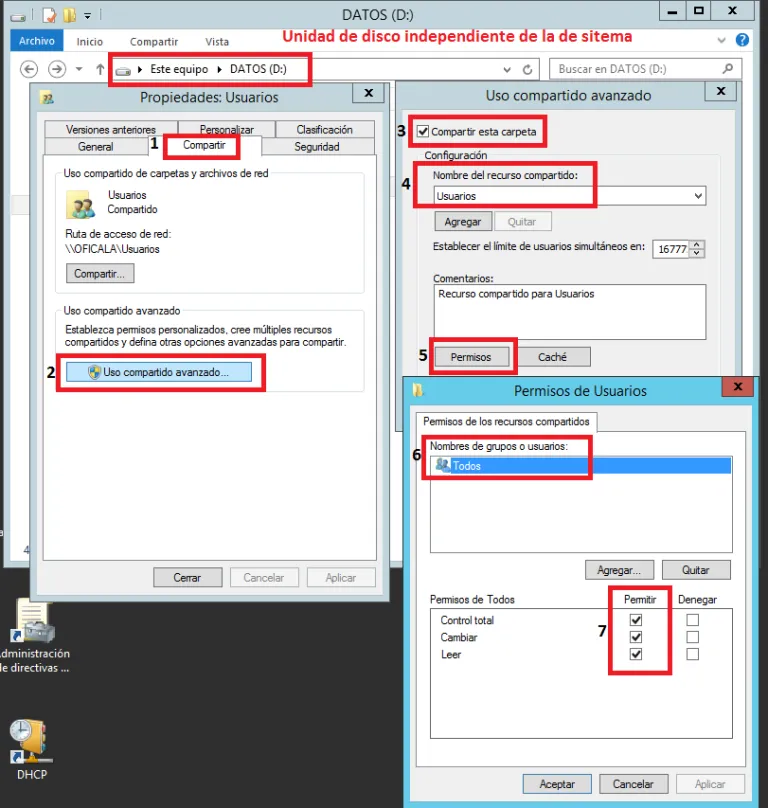 DATOS (D:)
Archivo
Inicio
Compartir
Vista
Unidad de disco independiente de la de sitema
Este equipo
DATOS (D:)
Buscar en DATOS (D:)
Propiedades: Usuarios
Versiones anteriores
Personalizar
Clasificación
General
1
Compartir
Seguridad
Uso compartido de carpetas y archivos de red
Usuarios
Compartido
Ruta de acceso de red:
\\OFICALA\Usuarios
Compartir...
Uso compartido avanzado
Establezca permisos personalizados, cree múltiples recursos
compartidos y defina otras opciones avanzadas para compartir.
2
Uso compartido avanzado...
Cerrar
Cancelar
Aplicar
4
Uso compartido avanzado
3
Compartir esta carpeta
Configuración
4
Nombre del recurso compartido:
Usuarios
Agregar
Quitar
Establecer el límite de usuarios simultáneos en:
16777
Comentarios:
Recurso compartido para Usuarios
5
Permisos
Caché
Permisos de Usuarios
Permisos de los recursos compartidos
6
Nombres de grupos o usuarios:
Todos
Agregar...
Quitar
Permisos de Todos
Permitir
Denegar
7
Control total
Cambiar
Leer
Aceptar
Cancelar
Aplicar
Administración
de directivas ...
DHCP